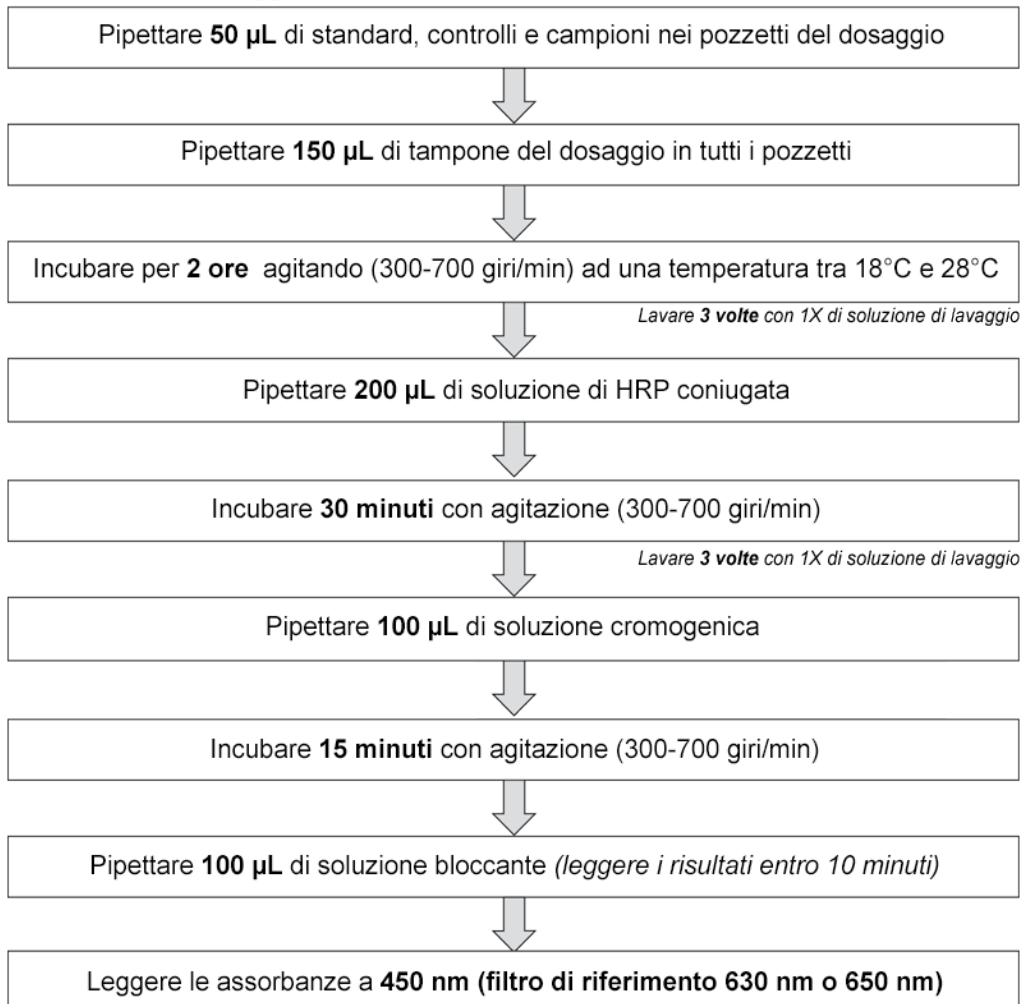 Pipettare 50 µL di standard, controlli e campioni nei pozzetti del dosaggio
Pipettare 150 µL di tampone del dosaggio in tutti i pozzetti
Incubare per 2 ore agitando (300-700 giri/min) ad una temperatura tra 18°C e 28°C
Lavare 3 volte con 1X di soluzione di lavaggio
Pipettare 200 µL di soluzione di HRP coniugata
Incubare 30 minuti con agitazione (300-700 giri/min)
Lavare 3 volte con 1X di soluzione di lavaggio
Pipettare 100 µL di soluzione cromogenica
Incubare 15 minuti con agitazione (300-700 giri/min)
Pipettare 100 µL di soluzione bloccante (leggere i risultati entro 10 minuti)
Leggere le assorbanze a 450 nm (filtro di riferimento 630 nm o 650 nm)